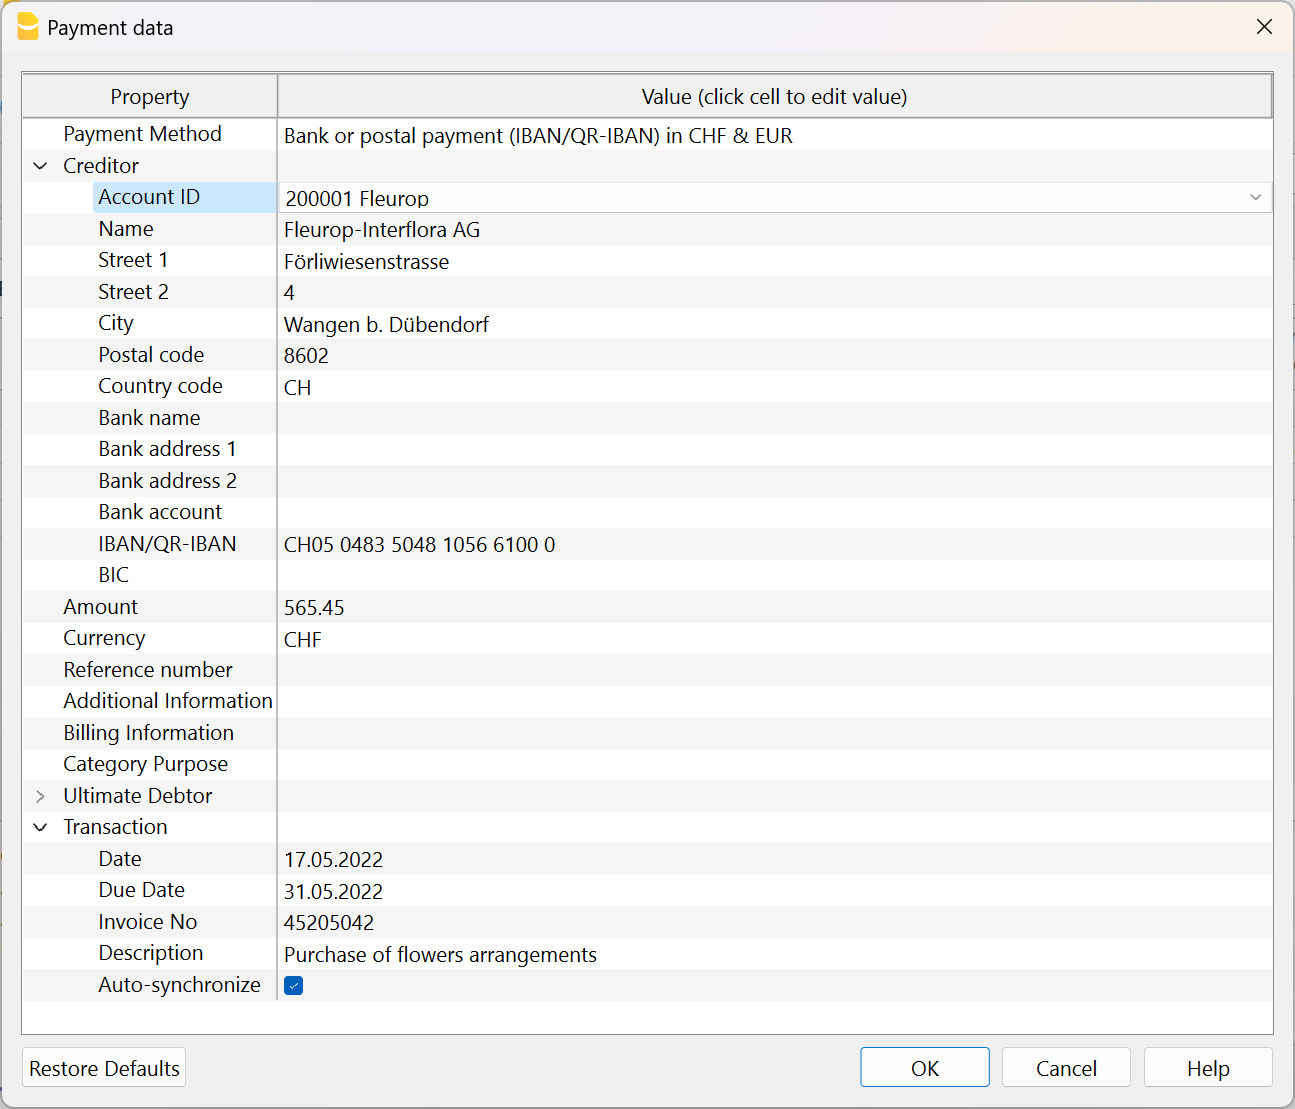 Payment data
Property Value (click cell to edit value)
Payment Method Bank or postal payment (IBAN/QR-IBAN) in CHF & EUR
Creditor
Account ID 200001 Fleurop
Name Fleurop-Interflora AG
Street 1 Förliwiesenstrasse
Street 2 4
City Wangen b. Dübendorf
Postal code 8602
Country code CH
Bank name
Bank address 1
Bank address 2
Bank account
IBAN/QR-IBAN CH05 0483 5048 1056 6100 0
BIC
Amount 565.45
Currency CHF
Reference number
Additional Information
Billing Information
Category Purpose
Ultimate Debtor
Transaction
Date 17.05.2022
Due Date 31.05.2022
Invoice No 45205042
Description Purchase of flowers arrangements
Auto-synchronize
Restore Defaults OK Cancel Help